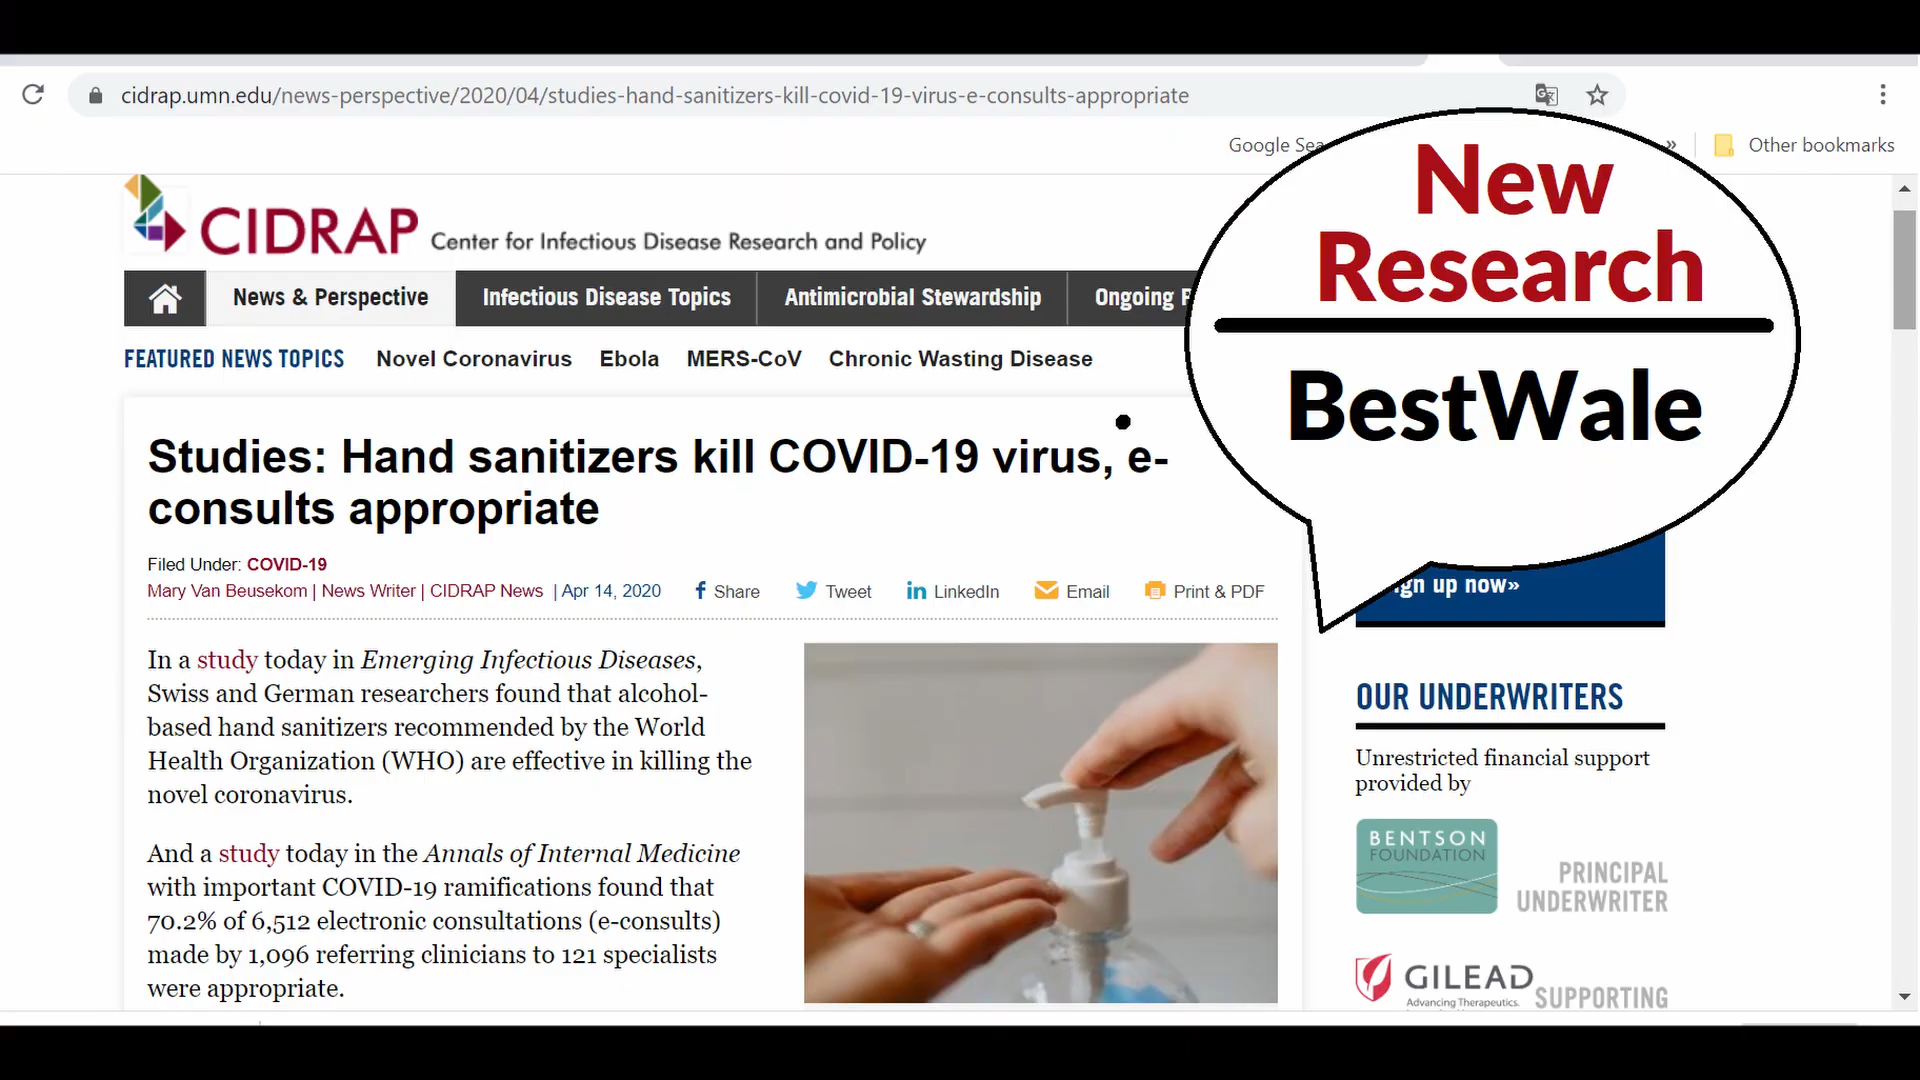 cidrap.umn.edu/news-perspective/2020/04/studies-hand-sanitizers-kill-covid-19-virus-e-consults-appropriate
Google Sea
»
Other bookmarks
New
Research
BestWale
CIDRAP Center for Infectious Disease Research and Policy
News & Perspective
Infectious Disease Topics
Antimicrobial Stewardship
Ongoing
FEATURED NEWS TOPICS
Novel Coronavirus
Ebola
MERS-CoV
Chronic Wasting Disease
Studies: Hand sanitizers kill COVID-19 virus, e-
consults appropriate
Filed Under: COVID-19
Mary Van Beusekom | News Writer | CIDRAP News | Apr 14, 2020
Share
Tweet
LinkedIn
Email
Print & PDF
In a study today in Emerging Infectious Diseases,
Swiss and German researchers found that alcohol-
based hand sanitizers recommended by the World
Health Organization (WHO) are effective in killing the
novel coronavirus.
And a study today in the Annals of Internal Medicine
with important COVID-19 ramifications found that
70.2% of 6,512 electronic consultations (e-consults)
made by 1,096 referring clinicians to 121 specialists
were appropriate.
gn up now»
OUR UNDERWRITERS
Unrestricted financial support
provided by
BENTSON
FOUNDATION
PRINCIPAL
UNDERWRITER
GILEAD
Advancing Therapeutics.
SUPPORTING